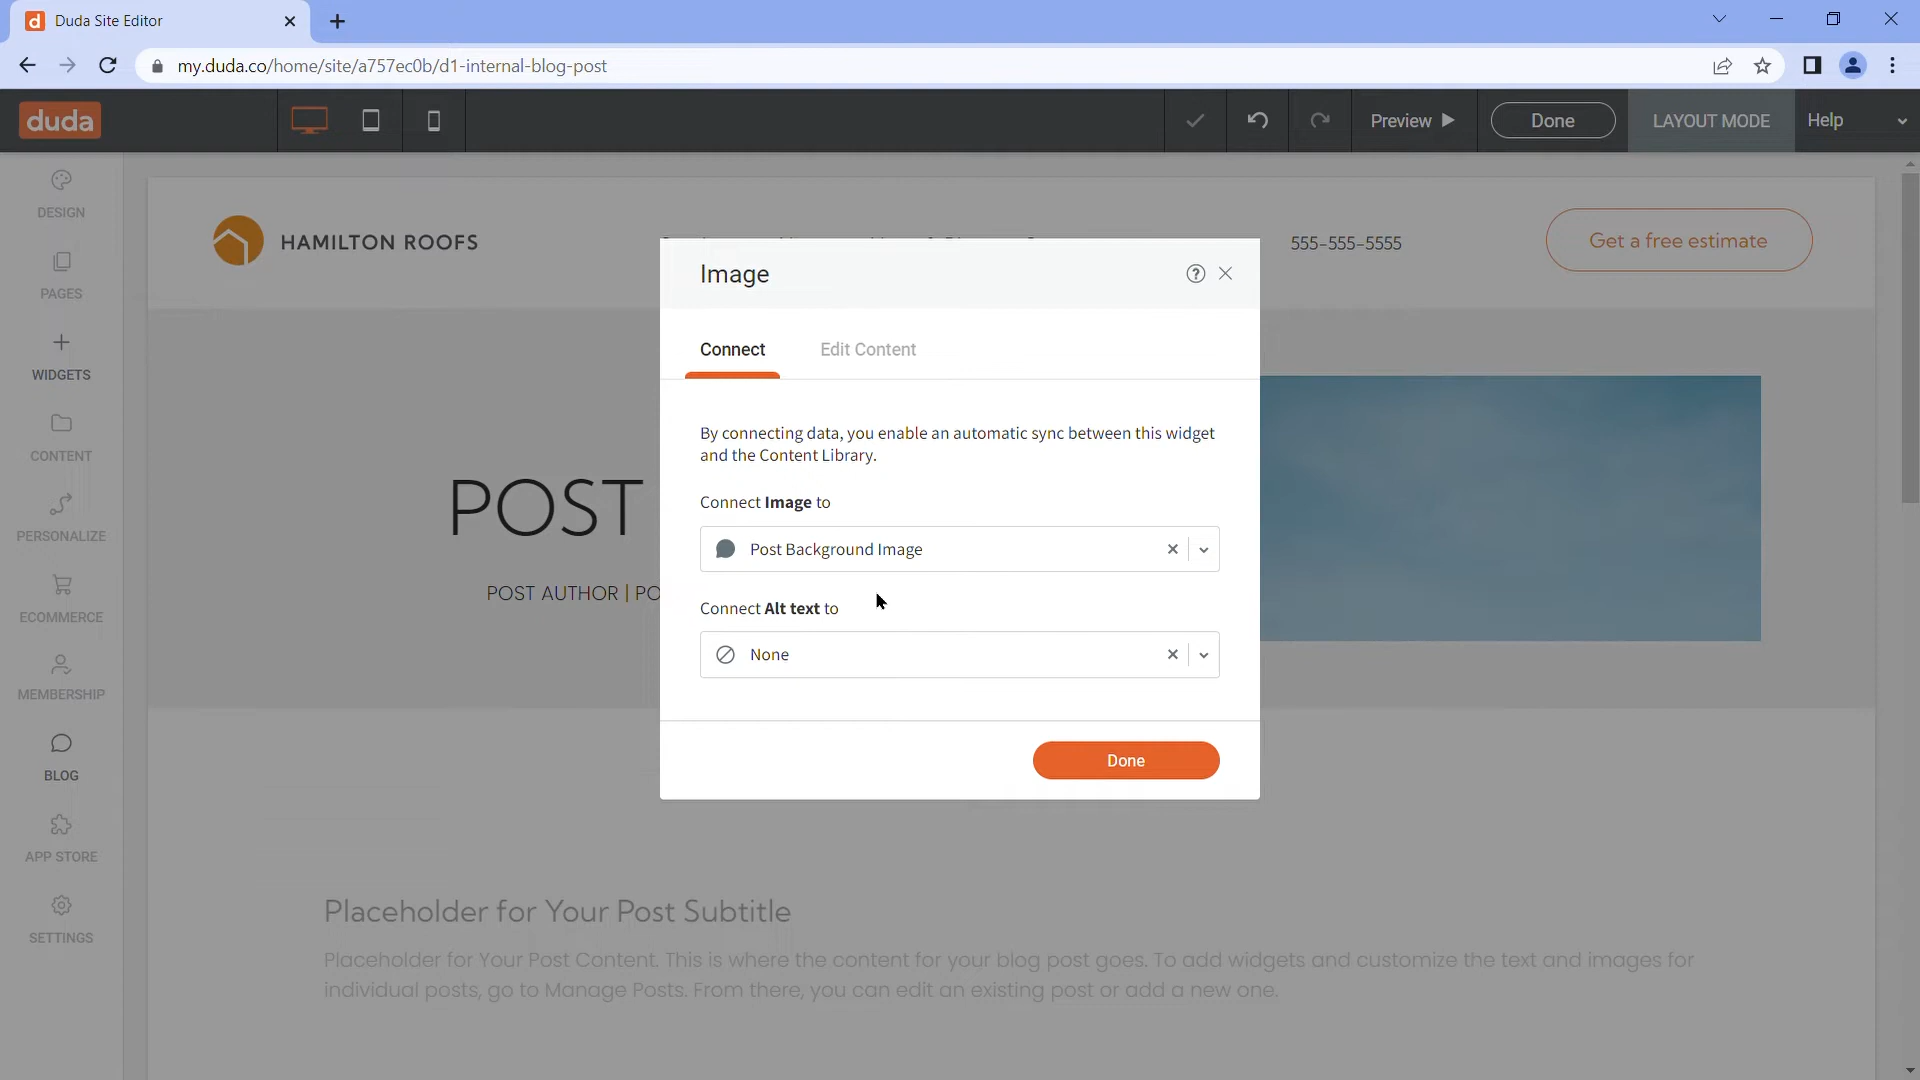 Duda Site Editor
my.duda.co/home/site/a757ec0b/d1-internal-blog-post
duda
Preview
Done
LAYOUT MODE
Help
DESIGN
PAGES
WIDGETS
CONTENT
PERSONALIZE
ECOMMERCE
MEMBERSHIP
BLOG
APP STORE
SETTINGS
HAMILTON ROOFS
555-555-5555
Get a free estimate
POST
POST AUTHOR | PO
Image
Connect
Edit Content
By connecting data, you enable an automatic sync between this widget
and the Content Library.
Connect Image to
Post Background Image
Connect Alt text to
None
Done
Placeholder for Your Post Subtitle
Placeholder for Your Post Content. This is where the content for your blog post goes. To add widgets and customize the text and images for
individual posts, go to Manage Posts. From there, you can edit an existing post or add a new one.